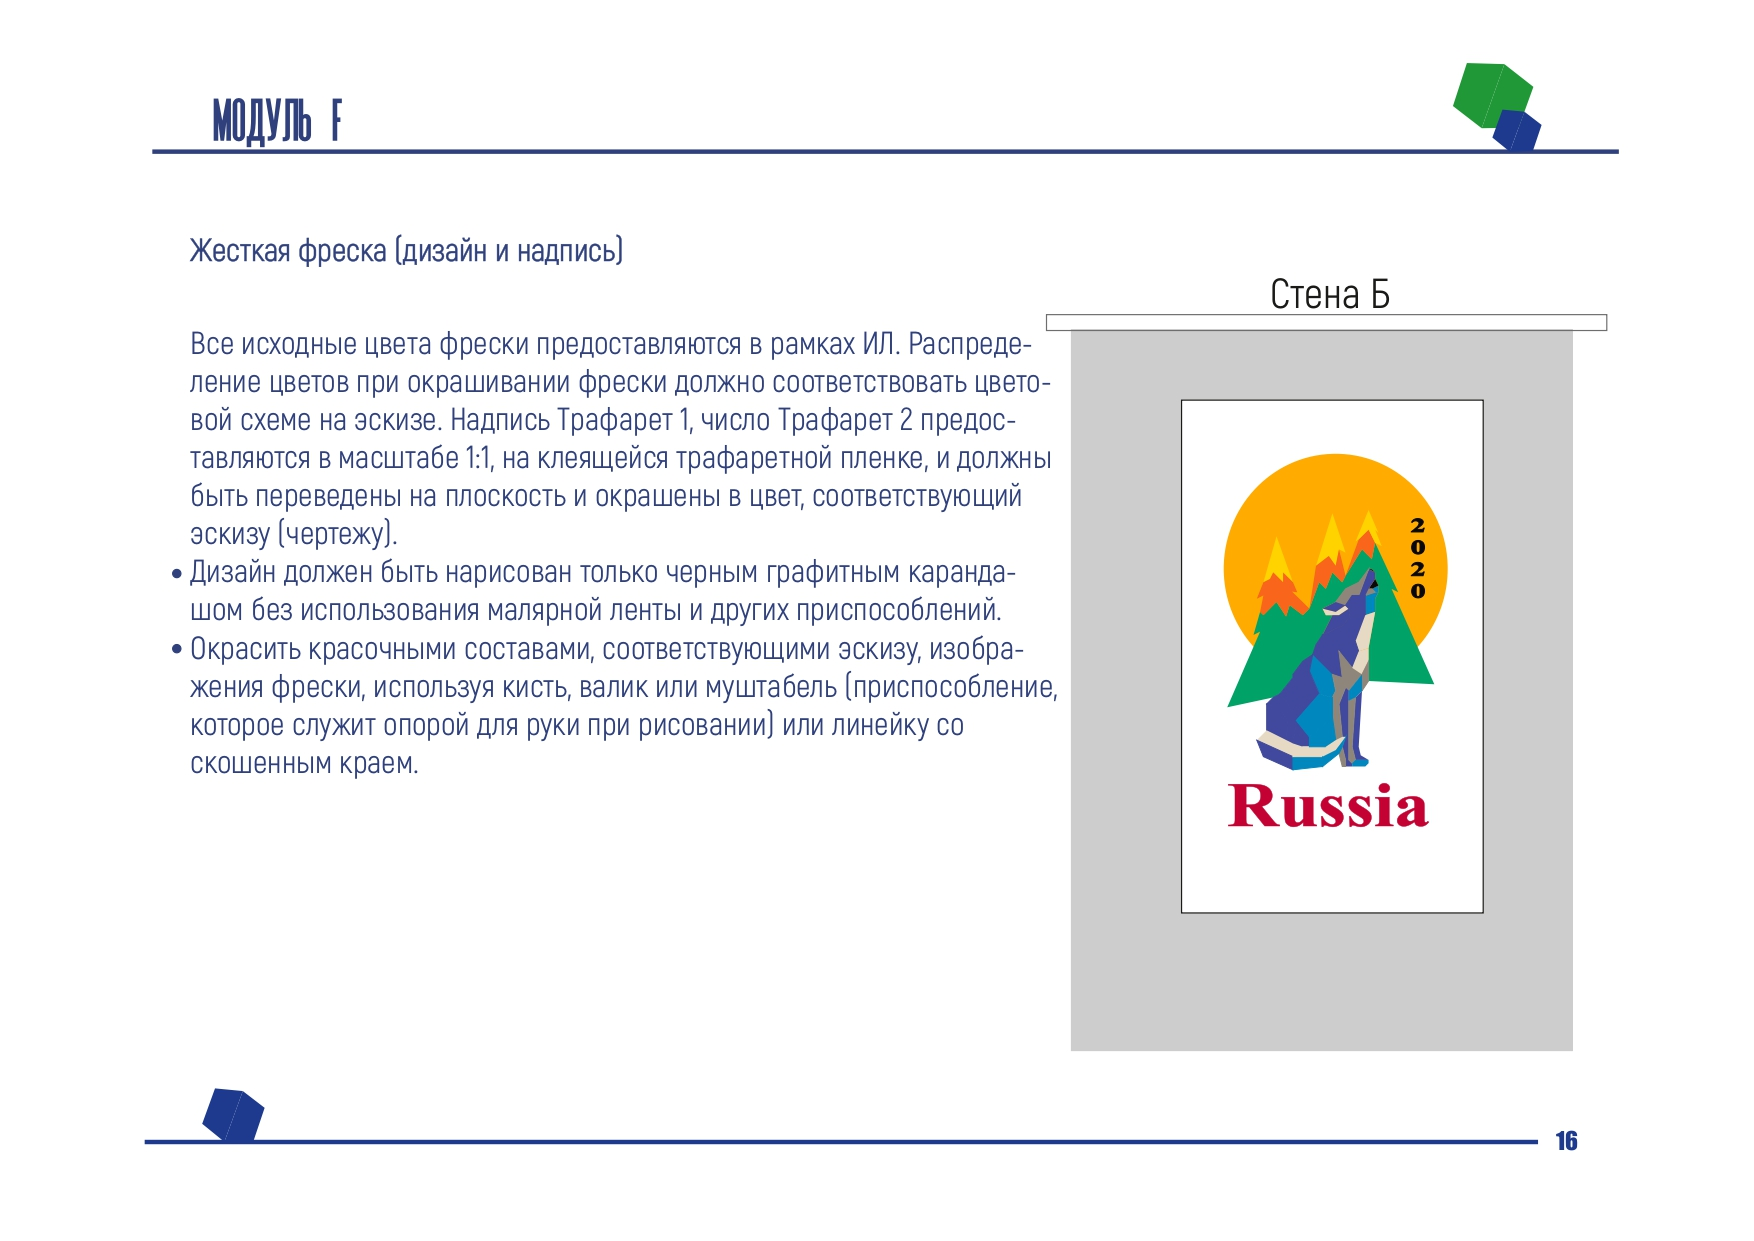 МОДУЛЬ F
Жесткая фреска (дизайн и надпись)
Все исходные цвета фрески предоставляются в рамках ИЛ. Распреде-
ление цветов при окрашивании фрески должно соответствовать цвето-
вой схеме на эскизе. Надпись Трафарет 1, число Трафарет 2 предос-
тавляются в масштабе 1:1, на клеящейся трафаретной пленке, и должны
быть переведены на плоскость и окрашены в цвет, соответствующий
эскизу (чертежу).
• Дизайн должен быть нарисован только черным графитным каранда-
шом без использования малярной ленты и других приспособлений.
• Окрасить красочными составами, соответствующими эскизу, изобра-
жения фрески, используя кисть, валик или муштабель (приспособление,
которое служит опорой для руки при рисовании) или линейку со
скошенным краем.
Стена Б
2
0
2
0
Russia
16